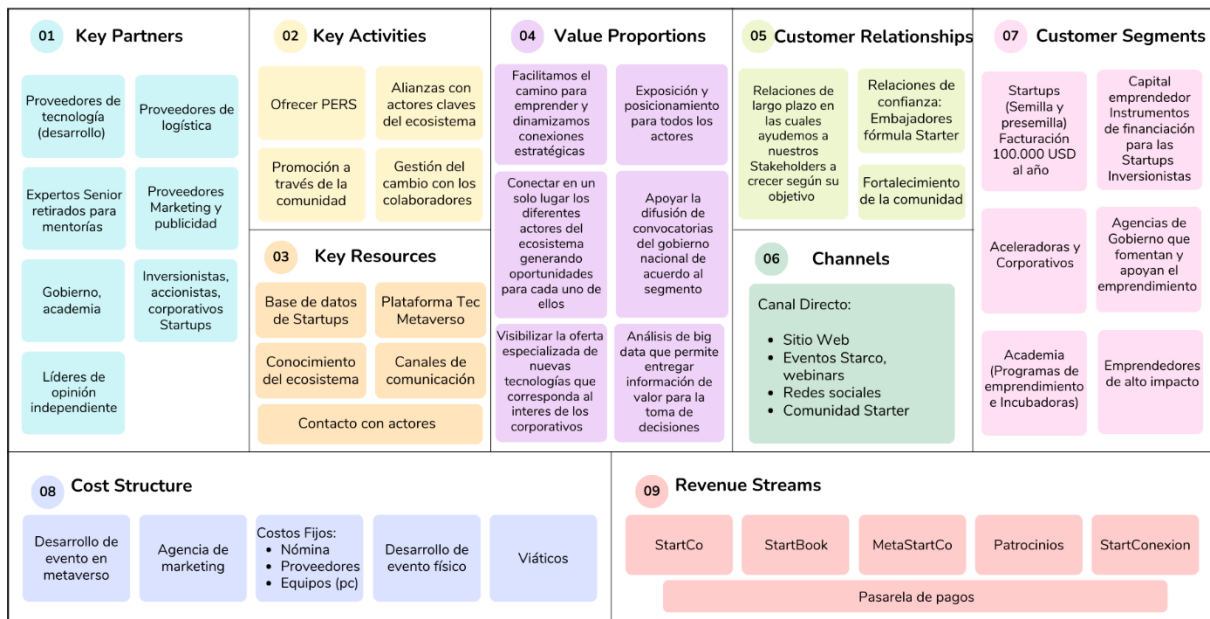 01
Key Partners
Proveedores de
tecnología
(desarrollo)
Proveedores de
logística
Expertos Senior
retirados para
mentorías
Proveedores
Marketing y
publicidad
Gobierno,
academia
Inversionistas,
accionistas,
corporativos
Startups
Líderes de
opinión
independiente
02
Key Activities
Ofrecer PERS
Alianzas con
actores claves
del ecosistema
Promoción a
través de la
comunidad
Gestión del
cambio con los
colaboradores
03
Key Resources
Base de datos
de Startups
Plataforma Tec
Metaverso
Conocimiento
del ecosistema
Canales de
comunicación
Contacto con actores
04
Value Proportions
Facilitamos el
camino para
emprender y
dinamizamos
conexiones
estratégicas
Exposición y
posicionamiento
para todos los
actores
Conectar en un
solo lugar los
diferentes
actores del
ecosistema
generando
oportunidades
para cada uno de
ellos
Apoyar la
difusión de
convocatorias
del gobierno
nacional de
acuerdo al
segmento
Visibilizar la oferta
especializada de
nuevas
tecnologías que
corresponda al
interes de los
corporativos
Análisis de big
data que permite
entregar
información de
valor para la
toma de
decisiones
05
Customer Relationships
Relaciones de
largo plazo en
las cuales
ayudemos a
nuestros
Stakeholders a
crecer según su
objetivo
Relaciones de
confianza:
Embajadores
fórmula Starter
Fortalecimiento
de la comunidad
06
Channels
Canal Directo:
• Sitio Web
• Eventos Starco,
webinars
• Redes sociales
• Comunidad Starter
07
Customer Segments
Startups
(Semilla y
presemilla)
Facturación
100.000 USD
al año
Capital
emprendedor
Instrumentos de
financiación
para las
Startups
Inversionistas
Aceleradoras y
Corporativos
Agencias de
Gobierno que
fomentan y
apoyan el
emprendimiento
Academia
(Programas de
emprendimiento
e Incubadoras)
Emprendedores
de alto impacto
08
Cost Structure
Desarrollo de
evento en
metaverso
Agencia de
marketing
Costos Fijos:
• Nómina
• Proveedores
• Equipos (pc)
Desarrollo de
evento físico
Viáticos
09
Revenue Streams
StartCo
StartBook
MetaStartCo
Patrocinios
StartConexion
Pasarela de pagos